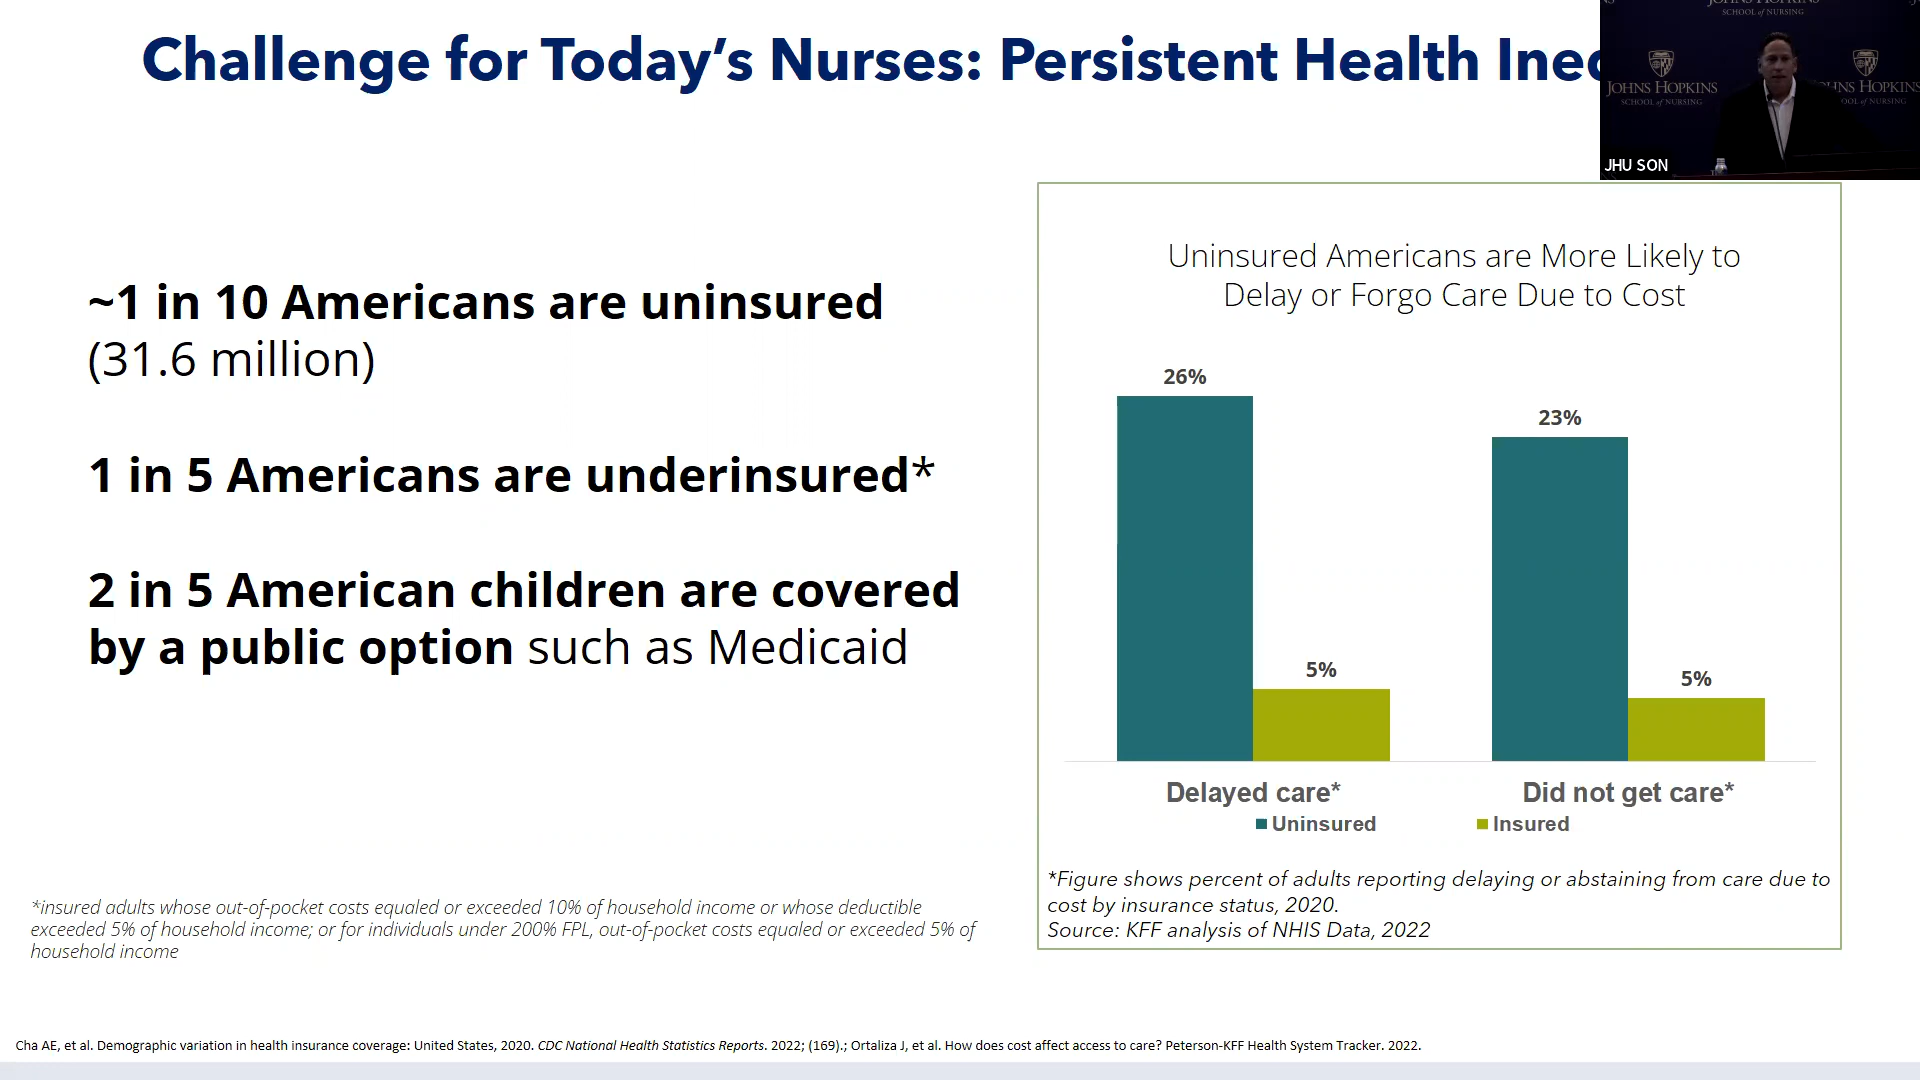 Challenge for Today’s Nurses: Persistent Health Ineq
SCHOOL of NURSING
JOHNS HOPKINS
SCHOOL of NURSING
JHU SON
~1 in 10 Americans are uninsured
(31.6 million)
1 in 5 Americans are underinsured*
2 in 5 American children are covered
by a public option such as Medicaid
*insured adults whose out-of-pocket costs equaled or exceeded 10% of household income or whose deductible
exceeded 5% of household income; or for individuals under 200% FPL, out-of-pocket costs equaled or exceeded 5% of
household income
Uninsured Americans are More Likely to
Delay or Forgo Care Due to Cost
26%
5%
23%
5%
Delayed care*
Did not get care*
Uninsured
Insured
*Figure shows percent of adults reporting delaying or abstaining from care due to
cost by insurance status, 2020.
Source: KFF analysis of NHIS Data, 2022
Cha AE, et al. Demographic variation in health insurance coverage: United States, 2020. CDC National Health Statistics Reports. 2022; (169).; Ortaliza J, et al. How does cost affect access to care? Peterson-KFF Health System Tracker. 2022.